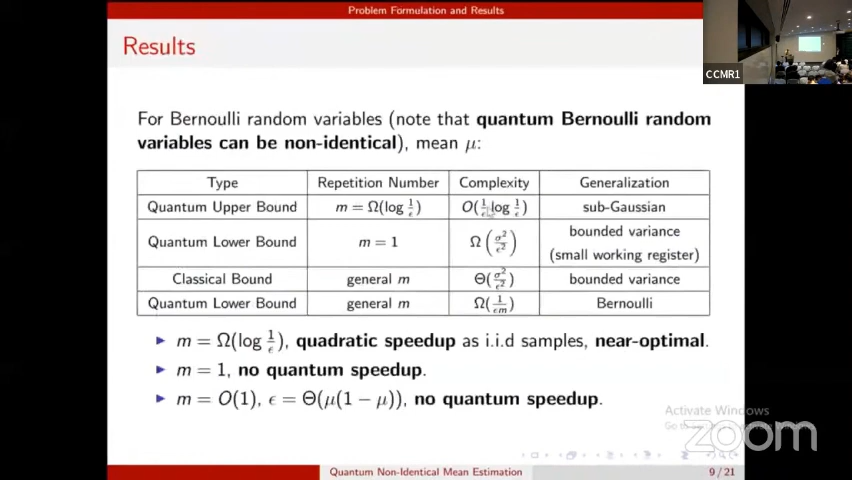 Problem Formulation and Results
Results
CCMR1
For Bernoulli random variables (note that quantum Bernoulli random
variables can be non-identical), mean μ:
Type Repetition Number Complexity Generalization
Quantum Upper Bound m = Ω(log 1/ϵ) O(1/ϵ log 1/ϵ) sub-Gaussian
Quantum Lower Bound m = 1 Ω(σ²/ϵ²) bounded variance
(small working register)
Classical Bound general m Θ(σ²/ϵ²) bounded variance
Quantum Lower Bound general m Ω(1/ϵm) Bernoulli
▶ m = Ω(log 1/ϵ), quadratic speedup as i.i.d samples, near-optimal.
▶ m = 1, no quantum speedup.
▶ m = O(1), ϵ = Θ(μ(1 − μ)), no quantum speedup.
Activate Windows
zoom
Quantum Non-Identical Mean Estimation
9 / 21